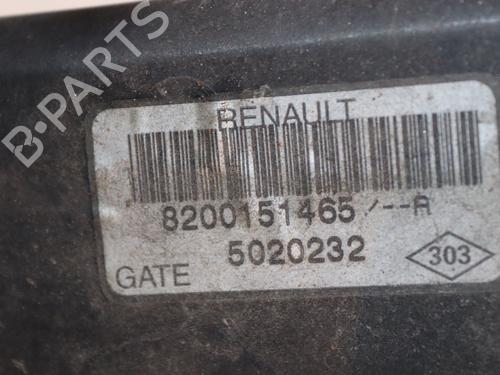 B-PARTS
RENAULT
8200151465/--A
5020232
GATE
303